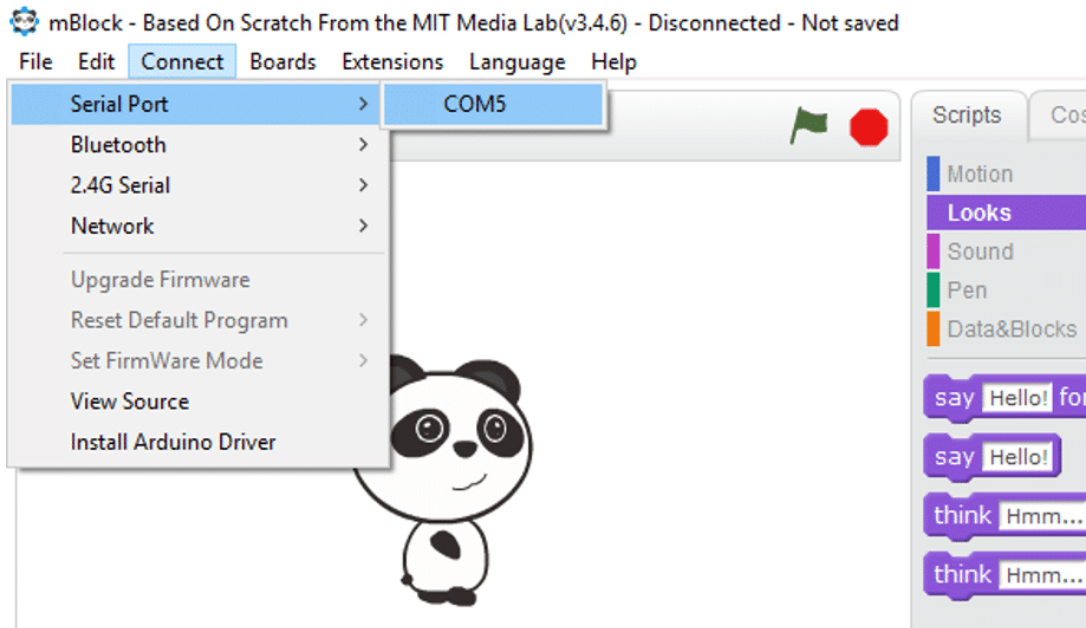 mBlock - Based On Scratch From the MIT Media Lab(v3.4.6) - Disconnected - Not saved
File Edit Connect Boards Extensions Language Help
Serial Port
COM5
Bluetooth
2.4G Serial
Network
Upgrade Firmware
Reset Default Program
Set FirmWare Mode
View Source
Install Arduino Driver
Scripts
Motion
Looks
Sound
Pen
Data&Blocks
say Hello!
say Hello!
think Hmm...
think Hmm...